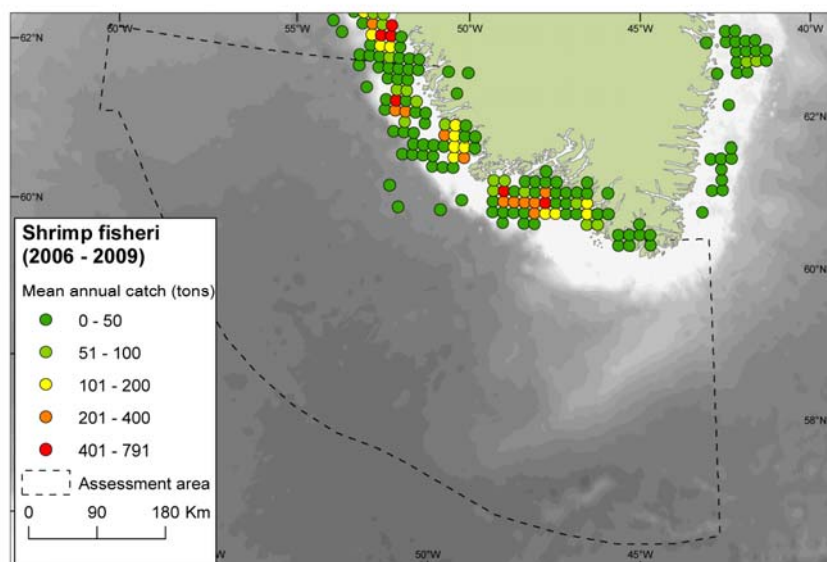 60°W
55°W
50°W
45°W
40°W
62°N
62°N
60°N
60°N
58°N
Shrimp fisheri
(2006 - 2009)
Mean annual catch (tons)
0 - 50
51 - 100
101 - 200
201 - 400
401 - 791
Assessment area
0 90 180 Km
50°W
45°W